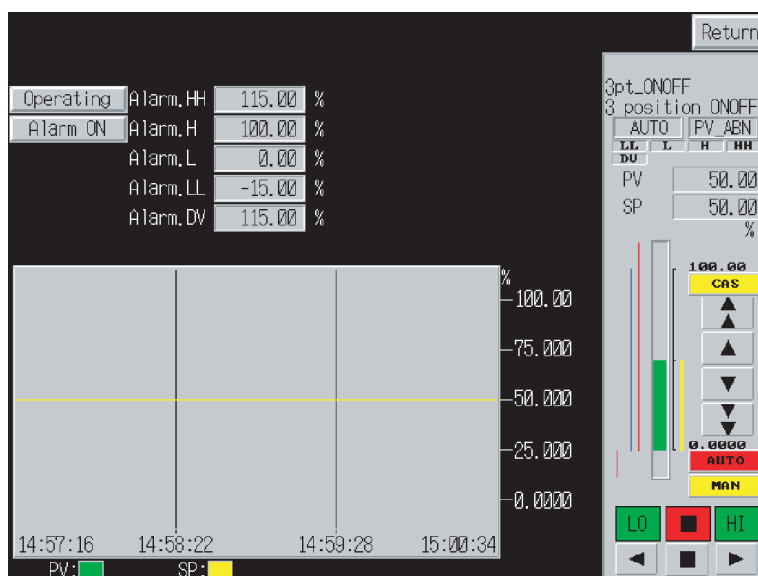 Return
3pt_ONOFF
3 position ONOFF
Operating Alarm.HH 115.00 %
Alarm ON Alarm.H 100.00 %
Alarm.L 0.00 %
Alarm.LL -15.00 %
Alarm.DV 115.00 %
AUTO PV_ABN
LL L H HH
DV
PV 50.00
SP 50.00
%
%
100.00
75.000
50.000
25.000
0.0000
14:57:16 14:58:22 14:59:28 15:00:34
PV: SP:
100.00
CAS
0.0000
AUTO
MAN
LO HI